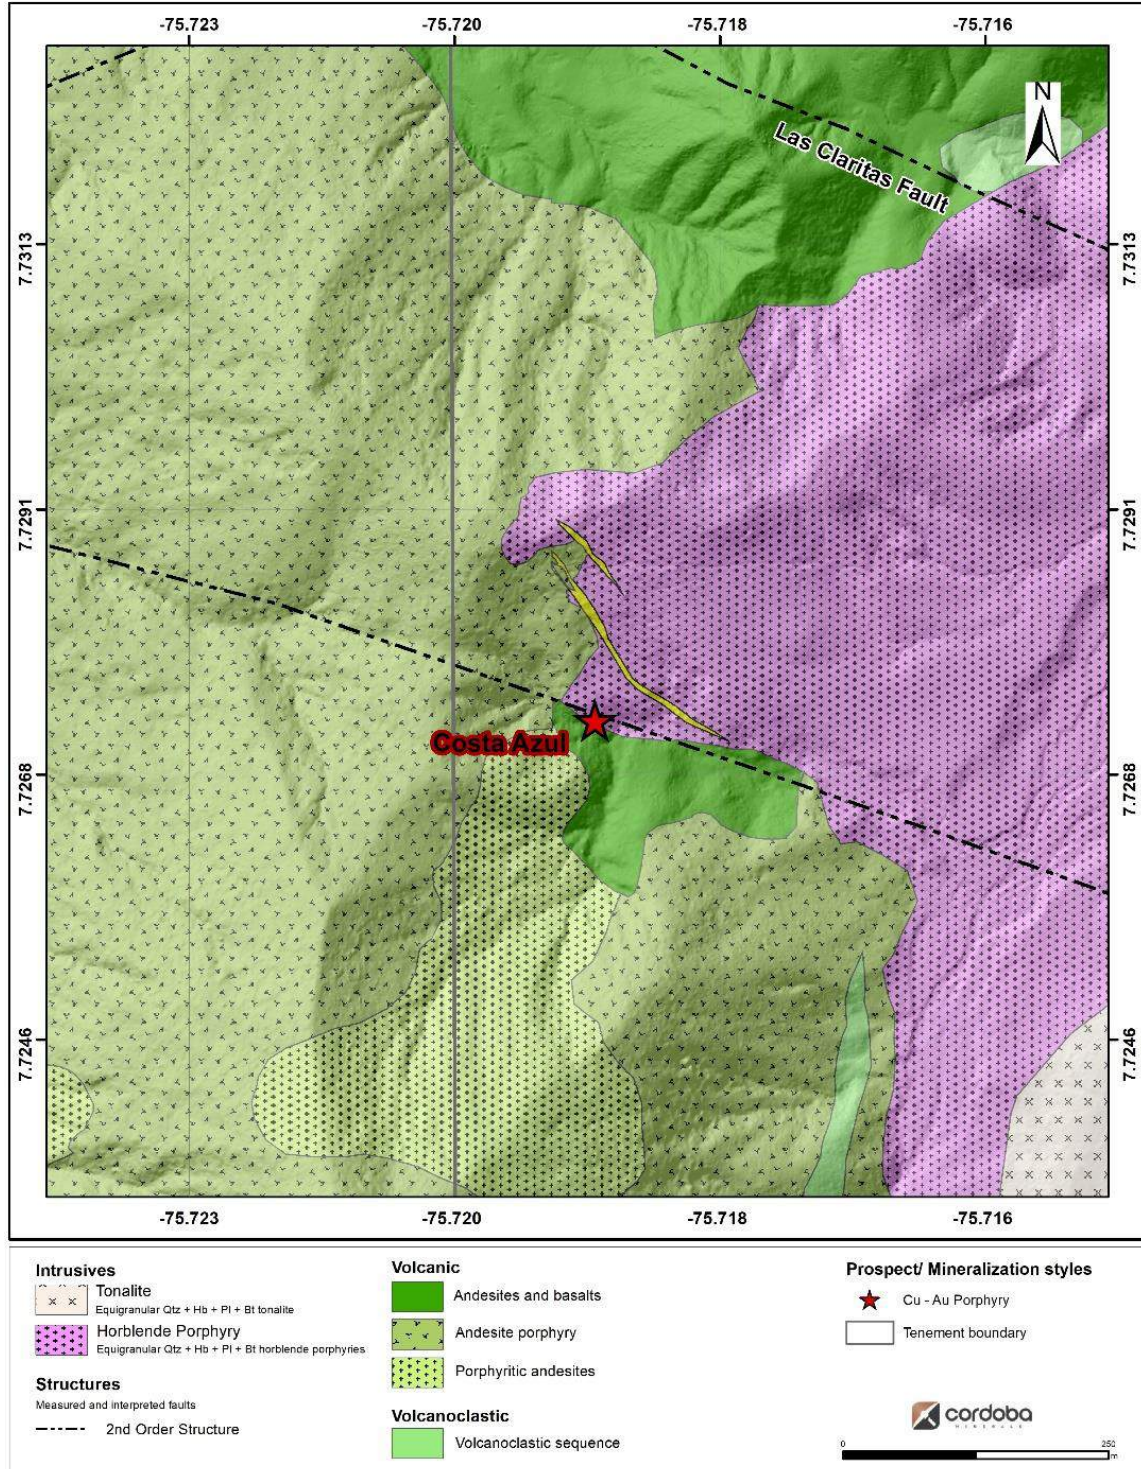 -75.723 -75.720 -75.718 -75.716
N
Las Claritas Fault
7.7313 7.7313
7.7291 7.7291
Costa Azul
7.7268 7.7268
7.7246 7.7246
-75.723 -75.720 -75.718 -75.716
Intrusives
Tonalite
Equigranular Qtz + Hb + Pl + Bt tonalite
Horblende Porphyry
Equigranular Qtz + Hb + Pl + Bt horblende porphyries
Structures
Measured and interpreted faults
2nd Order Structure
Volcanic
Andesites and basalts
Andesite porphyry
Porphyritic andesites
Volcanoclastic
Volcanoclastic sequence
Prospect/ Mineralization styles
Cu - Au Porphyry
Tenement boundary
cordoba
MINERALS
0 250
m